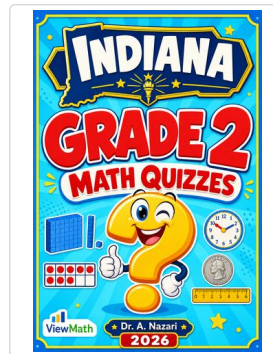 INDIANA
GRADE 2
MATH QUIZZES
ViewMath
Dr. A. Nazari
2026